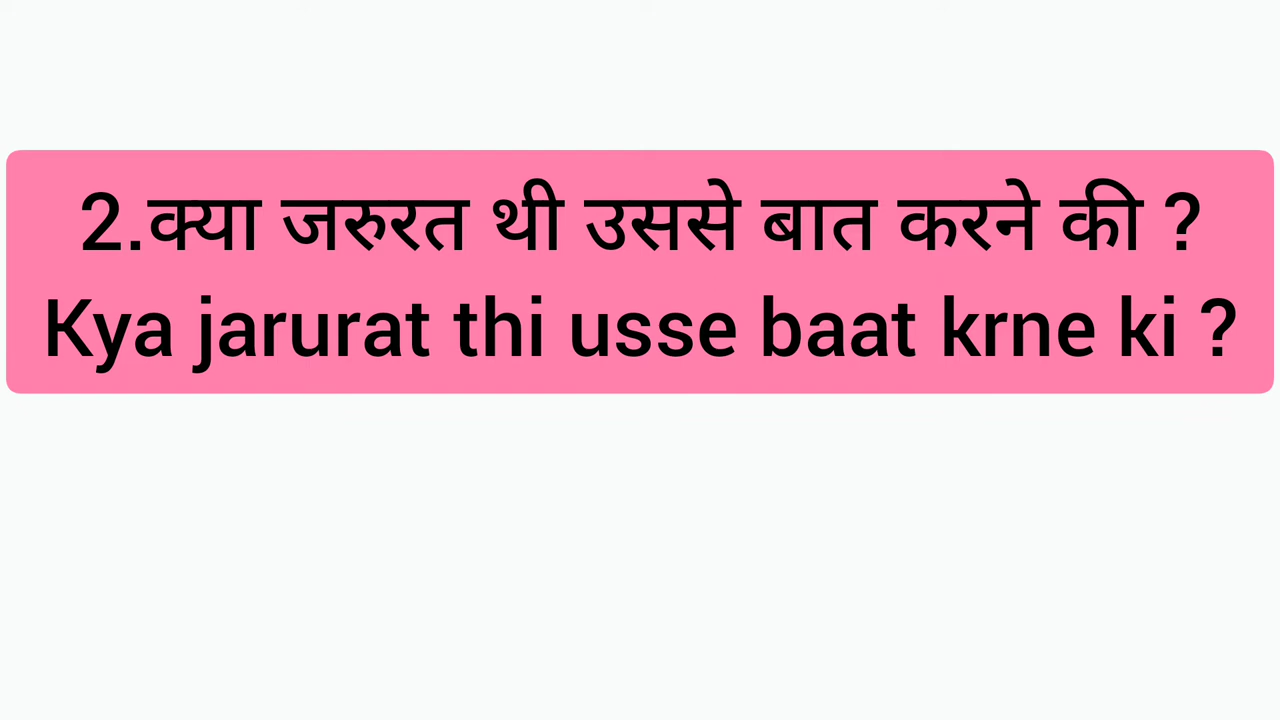 2.क्या जरुरत थी उससे बात करने की ?
Kya jarurat thi usse baat krne ki ?